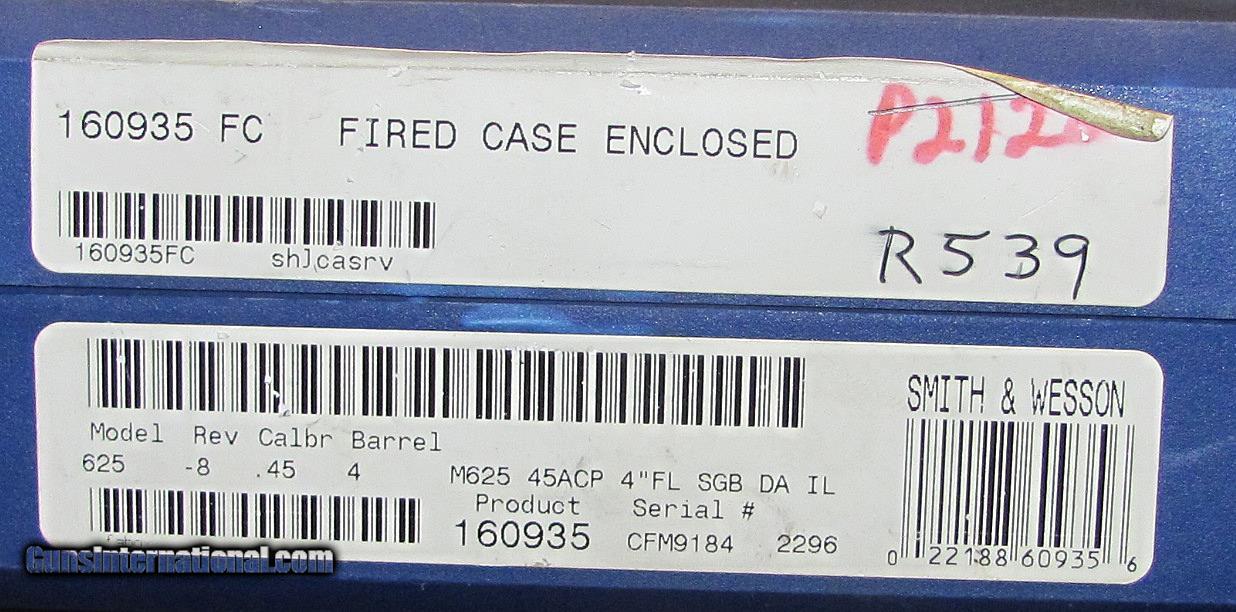 160935 FC FIRED CASE ENCLOSED
P212
160935FC shlcasrv
R539
SMITH & WESSON
Model Rev Calbr Barrel
625 -8 .45 4
M625 45ACP 4"FL SGB DA IL
Product Serial #
160935 CFM9184 2296
0 22188 60935 6
GunsInternational.com